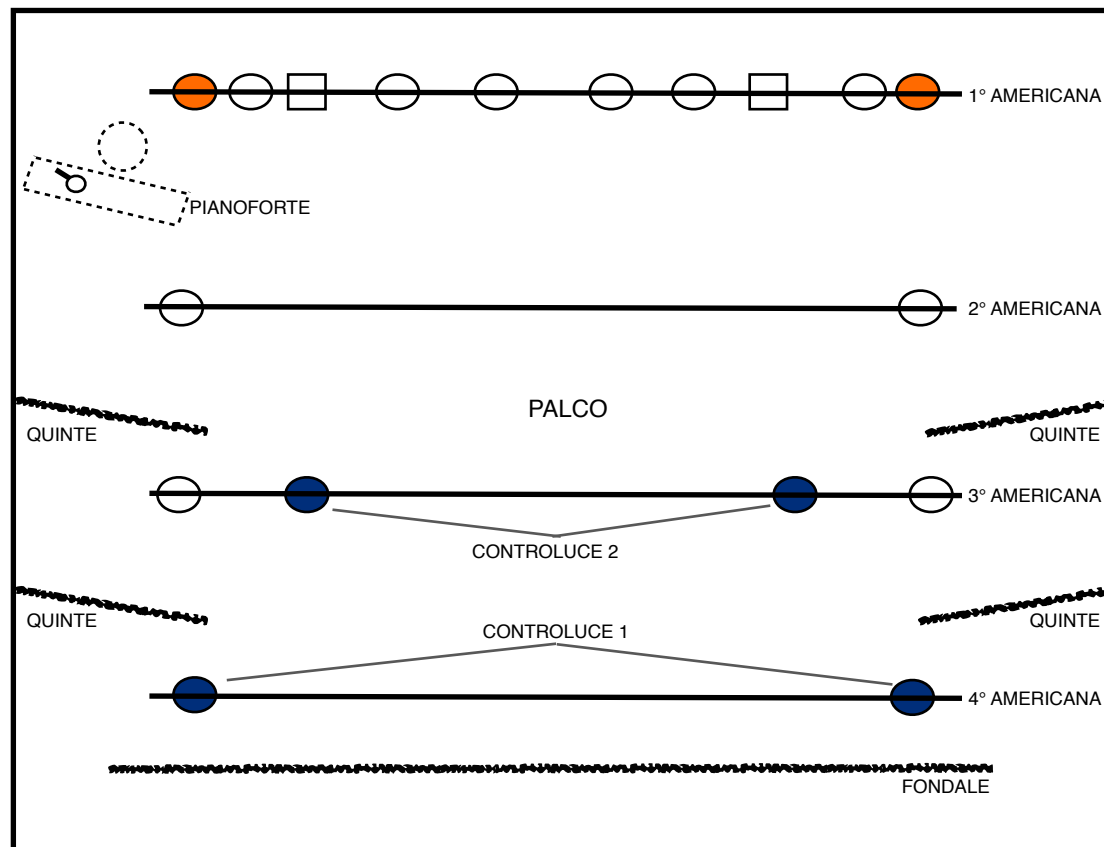 1° AMERICANA
PIANOFORTE
2° AMERICANA
PALCO
QUINTE
QUINTE
3° AMERICANA
CONTROLUCE 2
QUINTE
QUINTE
CONTROLUCE 1
4° AMERICANA
FONDALE